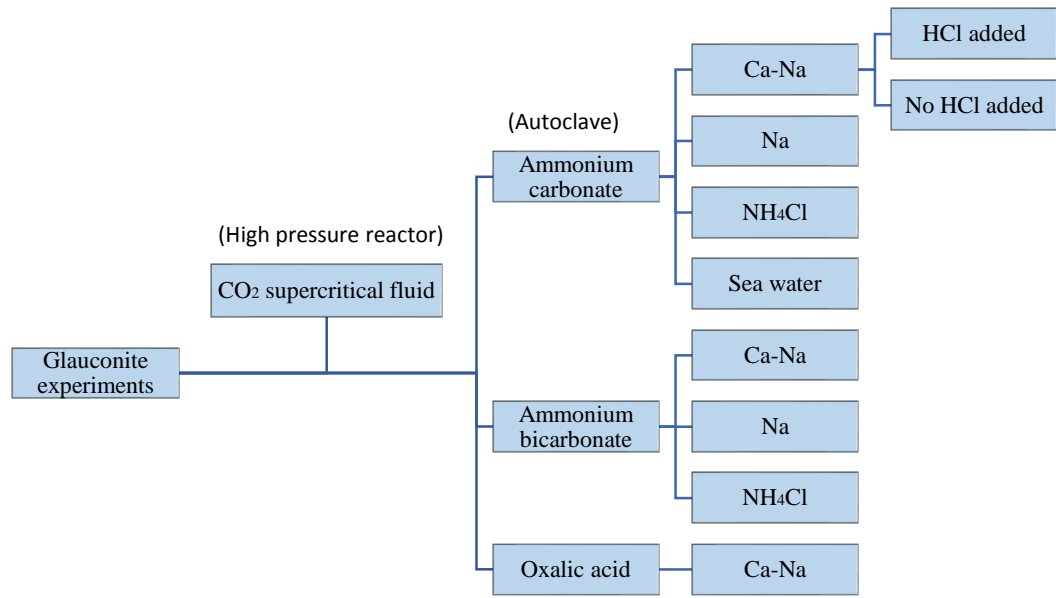 HCl added
Ca-Na
No HCl added
(Autoclave)
Na
Ammonium
carbonate
NH₄Cl
(High pressure reactor)
CO₂ supercritical fluid
Sea water
Glauconite
experiments
Ca-Na
Ammonium
bicarbonate
Na
NH₄Cl
Oxalic acid
Ca-Na